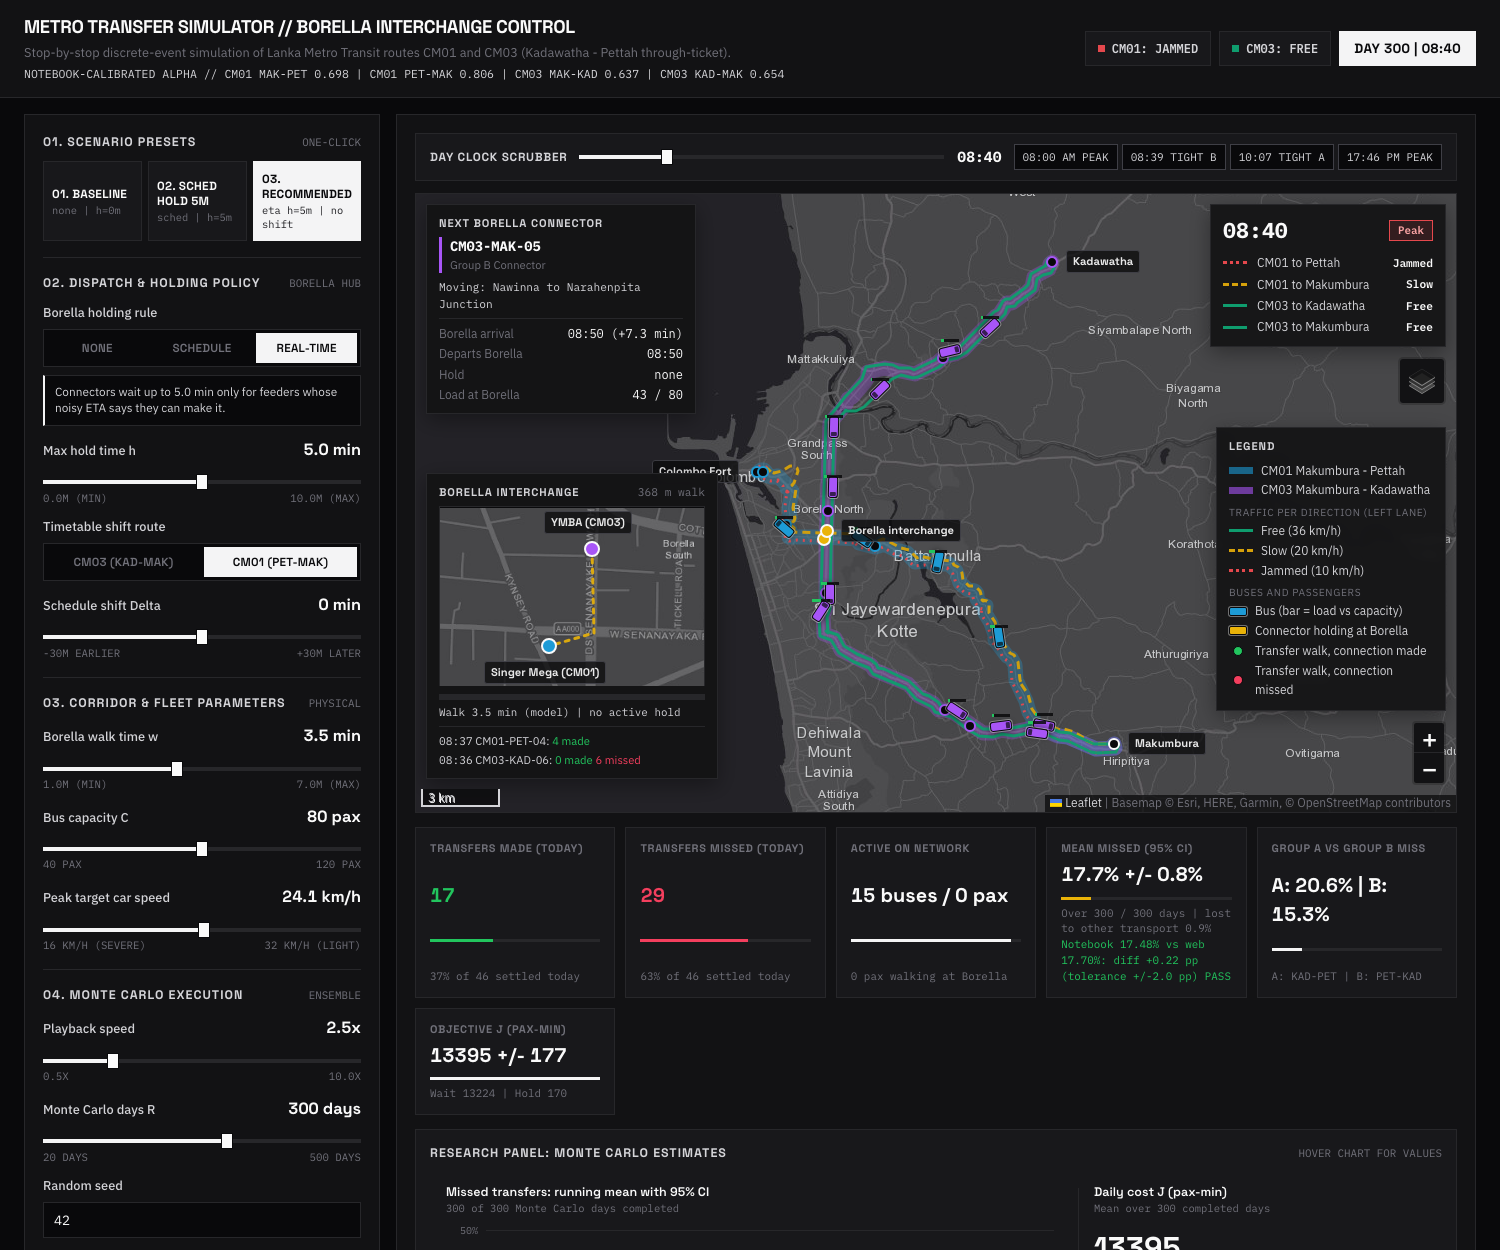 METRO TRANSFER SIMULATOR // BORELLA INTERCHANGE CONTROL
Stop-by-stop discrete-event simulation of Lanka Metro Transit routes CM01 and CM03 (Kadawatha - Pettah through-ticket).
NOTEBOOK-CALIBRATED ALPHA // CM01 MAK-PET 0.698 | CM01 PET-MAK 0.806 | CM03 MAK-KAD 0.637 | CM03 KAD-MAK 0.654
CM01: JAMMED
CM03: FREE
DAY 300 | 08:40
01. SCENARIO PRESETS
ONE-CLICK
01. BASELINE
none | h=0m
02. SCHED
HOLD 5M
sched | h=5m
03.
RECOMMENDED
eta h=5m | no
shift
02. DISPATCH & HOLDING POLICY
BORELLA HUB
Borella holding rule
NONE
SCHEDULE
REAL-TIME
Connectors wait up to 5.0 min only for feeders whose
noisy ETA says they can make it.
Max hold time h
5.0 min
0.0M (MIN)
10.0M (MAX)
Timetable shift route
CM03 (KAD-MAK)
CM01 (PET-MAK)
Schedule shift Delta
0 min
-30M EARLIER
+30M LATER
03. CORRIDOR & FLEET PARAMETERS
PHYSICAL
Borella walk time w
3.5 min
1.0M (MIN)
7.0M (MAX)
Bus capacity C
80 pax
40 PAX
120 PAX
Peak target car speed
24.1 km/h
16 KM/H (SEVERE)
32 KM/H (LIGHT)
04. MONTE CARLO EXECUTION
ENSEMBLE
Playback speed
2.5x
0.5X
10.0X
Monte Carlo days R
300 days
20 DAYS
500 DAYS
Random seed
42
DAY CLOCK SCRUBBER
08:40
08:00 AM PEAK
08:39 TIGHT B
10:07 TIGHT A
17:46 PM PEAK
NEXT BORELLA CONNECTOR
CM03-MAK-05
Group B Connector
Moving: Nawinna to Narahenpita
Junction
Borella arrival
08:50 (+7.3 min)
Departs Borella
08:50
Hold
none
Load at Borella
43 / 80
08:40
Peak
CM01 to Pettah
Jammed
CM01 to Makumbura
Slow
CM03 to Kadawatha
Free
CM03 to Makumbura
Free
Kadawatha
Siyambalape North
Mattakkuliya
Biyagama
North
Grandpass
South
Colombo Fort
Borella North
Borella interchange
Battaramulla
Jayewardenepura
Kotte
Athurugiriya
Dehiwala
Mount
Lavinia
Attidiya
South
Makumbura
Hiripitiya
Ovitigama
LEGEND
CM01 Makumbura - Pettah
CM03 Makumbura - Kadawatha
TRAFFIC PER DIRECTION (LEFT LANE)
Free (36 km/h)
Slow (20 km/h)
Jammed (10 km/h)
BUSES AND PASSENGERS
Bus (bar = load vs capacity)
Connector holding at Borella
Transfer walk, connection made
Transfer walk, connection
missed
+
−
BORELLA INTERCHANGE
368 m walk
YMBA (CM03)
Borella
South
KYNSEY ROAD
TICKELL ROAD
AA000
W SENANAYAKA
Singer Mega (CM01)
Walk 3.5 min (model) | no active hold
08:37 CM01-PET-04: 4 made
08:36 CM03-KAD-06: 0 made 6 missed
3 km
Leaflet | Basemap © Esri, HERE, Garmin, © OpenStreetMap contributors
TRANSFERS MADE (TODAY)
17
37% of 46 settled today
TRANSFERS MISSED (TODAY)
29
63% of 46 settled today
ACTIVE ON NETWORK
15 buses / 0 pax
0 pax walking at Borella
MEAN MISSED (95% CI)
17.7% +/- 0.8%
Over 300 / 300 days | lost
to other transport 0.9%
Notebook 17.48% vs web
17.70%: diff +0.22 pp
(tolerance +/-2.0 pp) PASS
GROUP A VS GROUP B MISS
A: 20.6% | B:
15.3%
A: KAD-PET | B: PET-KAD
OBJECTIVE J (PAX-MIN)
13395 +/- 177
Wait 13224 | Hold 170
RESEARCH PANEL: MONTE CARLO ESTIMATES
HOVER CHART FOR VALUES
Missed transfers: running mean with 95% CI
300 of 300 Monte Carlo days completed
50%
Daily cost J (pax-min)
Mean over 300 completed days
13395